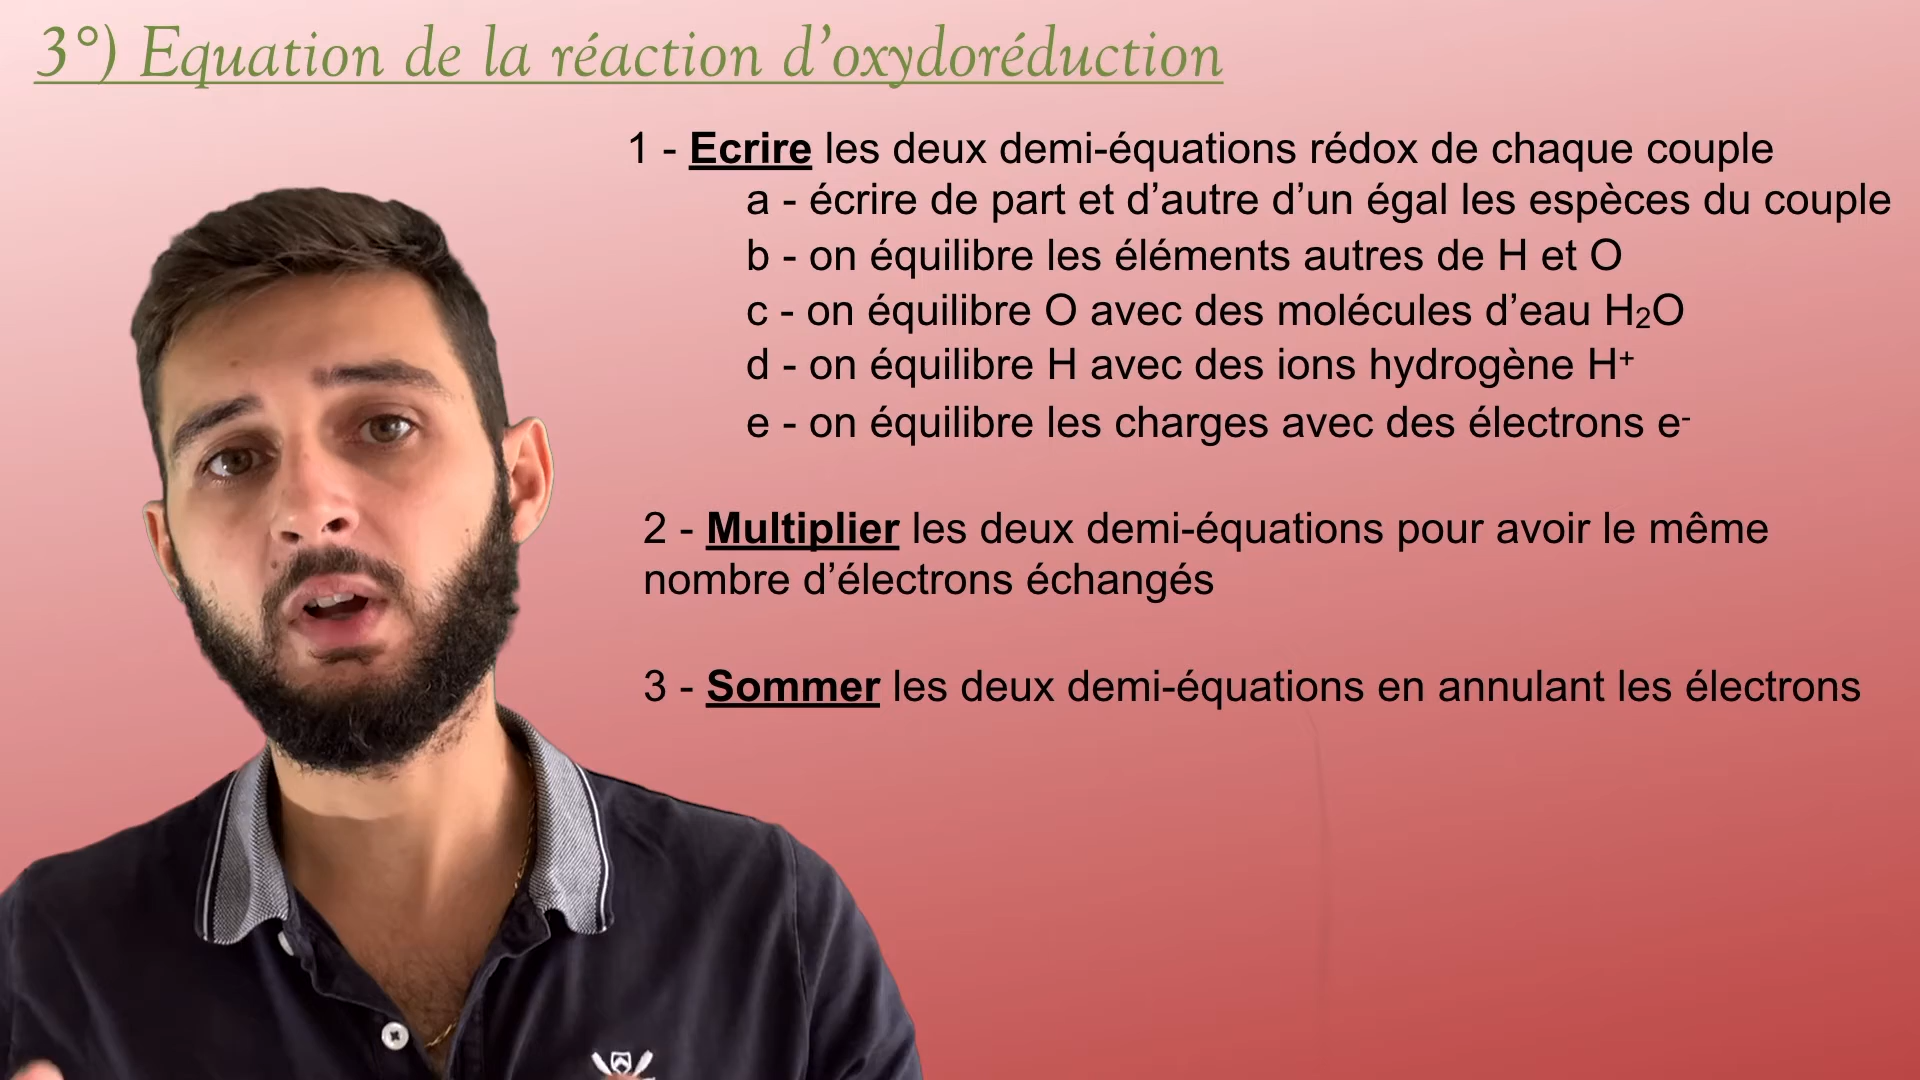 3°) Equation de la réaction d’oxydoréduction
1 - Ecrire les deux demi-équations rédox de chaque couple
a - écrire de part et d’autre d’un égal les espèces du couple
b - on équilibre les éléments autres de H et O
c - on équilibre O avec des molécules d’eau H₂O
d - on équilibre H avec des ions hydrogène H⁺
e - on équilibre les charges avec des électrons e⁻
2 - Multiplier les deux demi-équations pour avoir le même
nombre d’électrons échangés
3 - Sommer les deux demi-équations en annulant les électrons